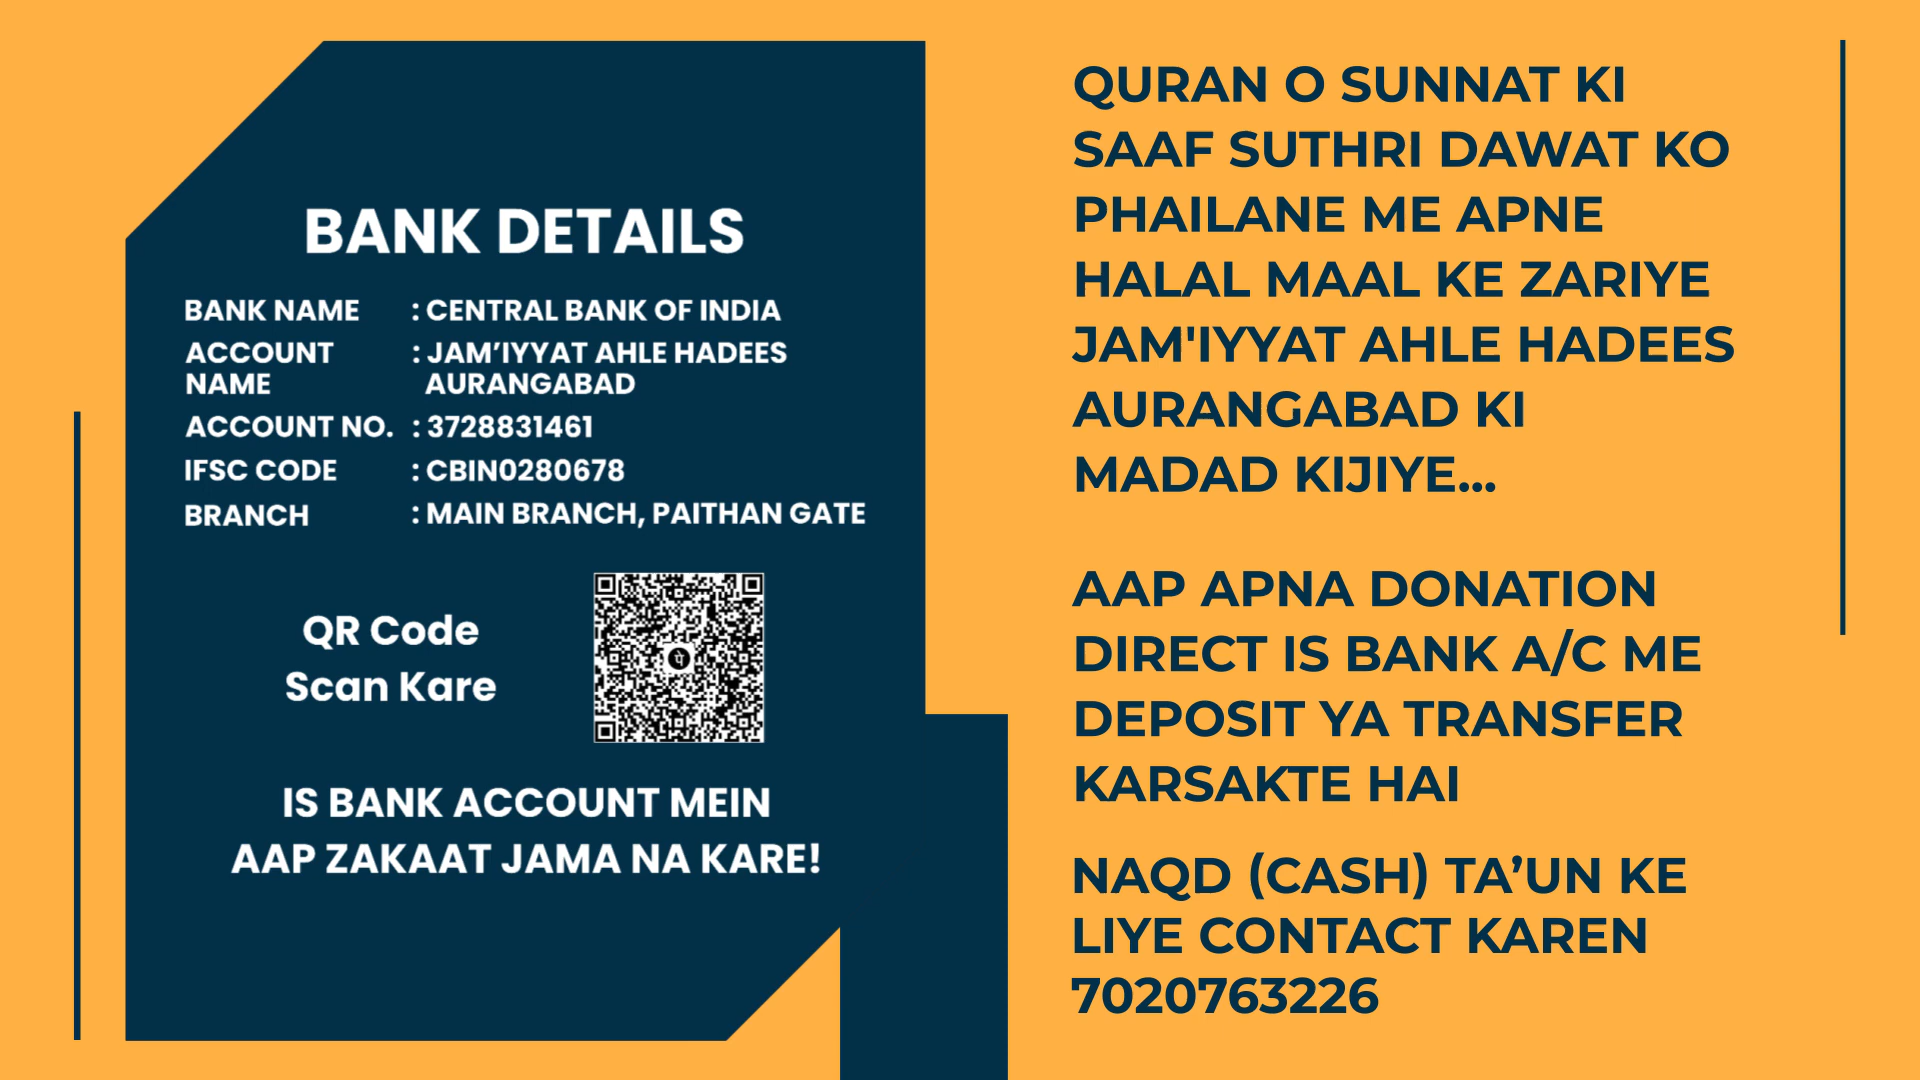 BANK DETAILS
BANK NAME : CENTRAL BANK OF INDIA
ACCOUNT NAME : JAM’IYYAT AHLE HADEES
AURANGABAD
ACCOUNT NO. : 3728831461
IFSC CODE : CBIN0280678
BRANCH : MAIN BRANCH, PAITHAN GATE
QR Code
Scan Kare
पे
IS BANK ACCOUNT MEIN
AAP ZAKAAT JAMA NA KARE!
QURAN O SUNNAT KI
SAAF SUTHRI DAWAT KO
PHAILANE ME APNE
HALAL MAAL KE ZARIYE
JAM'IYYAT AHLE HADEES
AURANGABAD KI
MADAD KIJIYE...
AAP APNA DONATION
DIRECT IS BANK A/C ME
DEPOSIT YA TRANSFER
KARSAKTE HAI
NAQD (CASH) TA’UN KE
LIYE CONTACT KAREN
7020763226